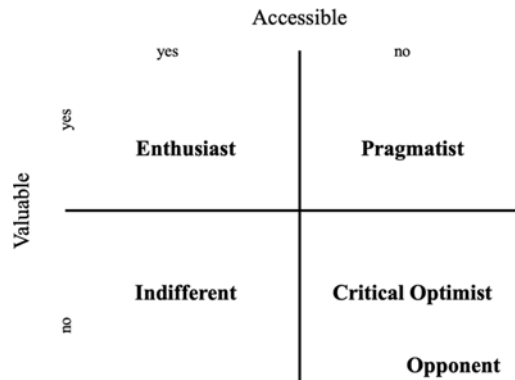 Accessible
yes no
yes
Enthusiast Pragmatist
Valuable
Indifferent Critical Optimist
no
Opponent